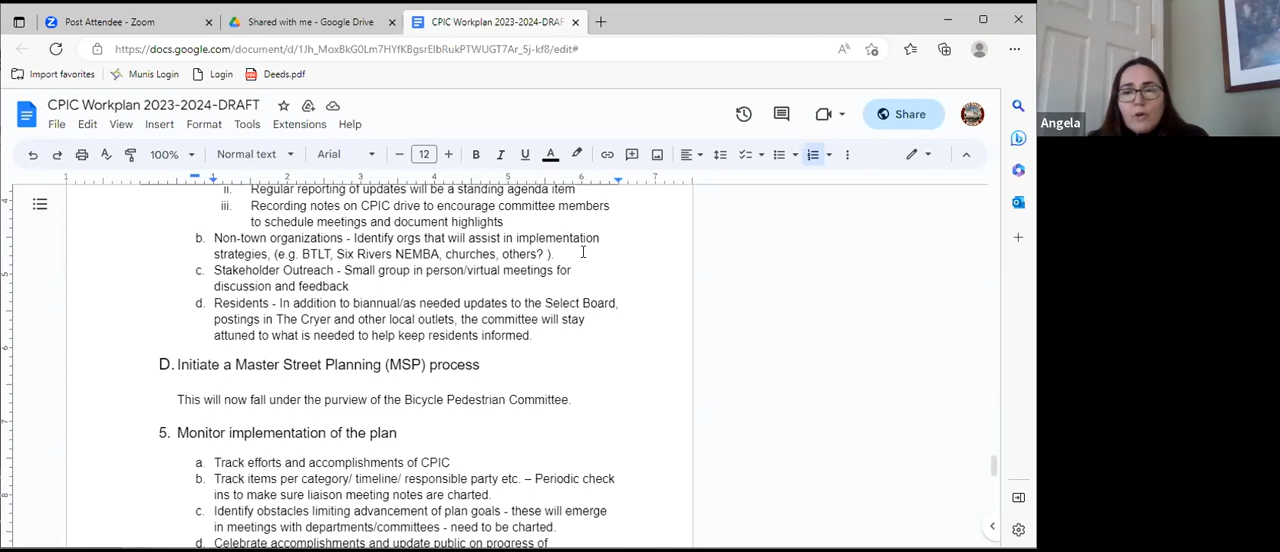 Post Attendee - Zoom
Shared with me - Google Drive
CPIC Workplan 2023-2024-DRAF
https://docs.google.com/document/d/1Jh_MoxBkG0Lm7HYfKBgsrElbRukPTWUGT7Ar_5j-kf8/edit#
Import favorites
Munis Login
Login
Deeds.pdf
Angela
CPIC Workplan 2023-2024-DRAFT
File Edit View Insert Format Tools Extensions Help
Share
100% Normal text Arial 12
1 1 2 3 4 5 6 7
ii. Regular reporting of updates will be a standing agenda item
iii. Recording notes on CPIC drive to encourage committee members
to schedule meetings and document highlights
b. Non-town organizations - Identify orgs that will assist in implementation
strategies, (e.g. BTLT, Six Rivers NEMBA, churches, others? ).
c. Stakeholder Outreach - Small group in person/virtual meetings for
discussion and feedback
d. Residents - In addition to biannual/as needed updates to the Select Board,
postings in The Cryer and other local outlets, the committee will stay
attuned to what is needed to help keep residents informed.
D. Initiate a Master Street Planning (MSP) process
This will now fall under the purview of the Bicycle Pedestrian Committee.
5. Monitor implementation of the plan
a. Track efforts and accomplishments of CPIC
b. Track items per category/ timeline/ responsible party etc. – Periodic check
ins to make sure liaison meeting notes are charted.
c. Identify obstacles limiting advancement of plan goals - these will emerge
in meetings with departments/committees - need to be charted.
d. Celebrate accomplishments and update public on progress of